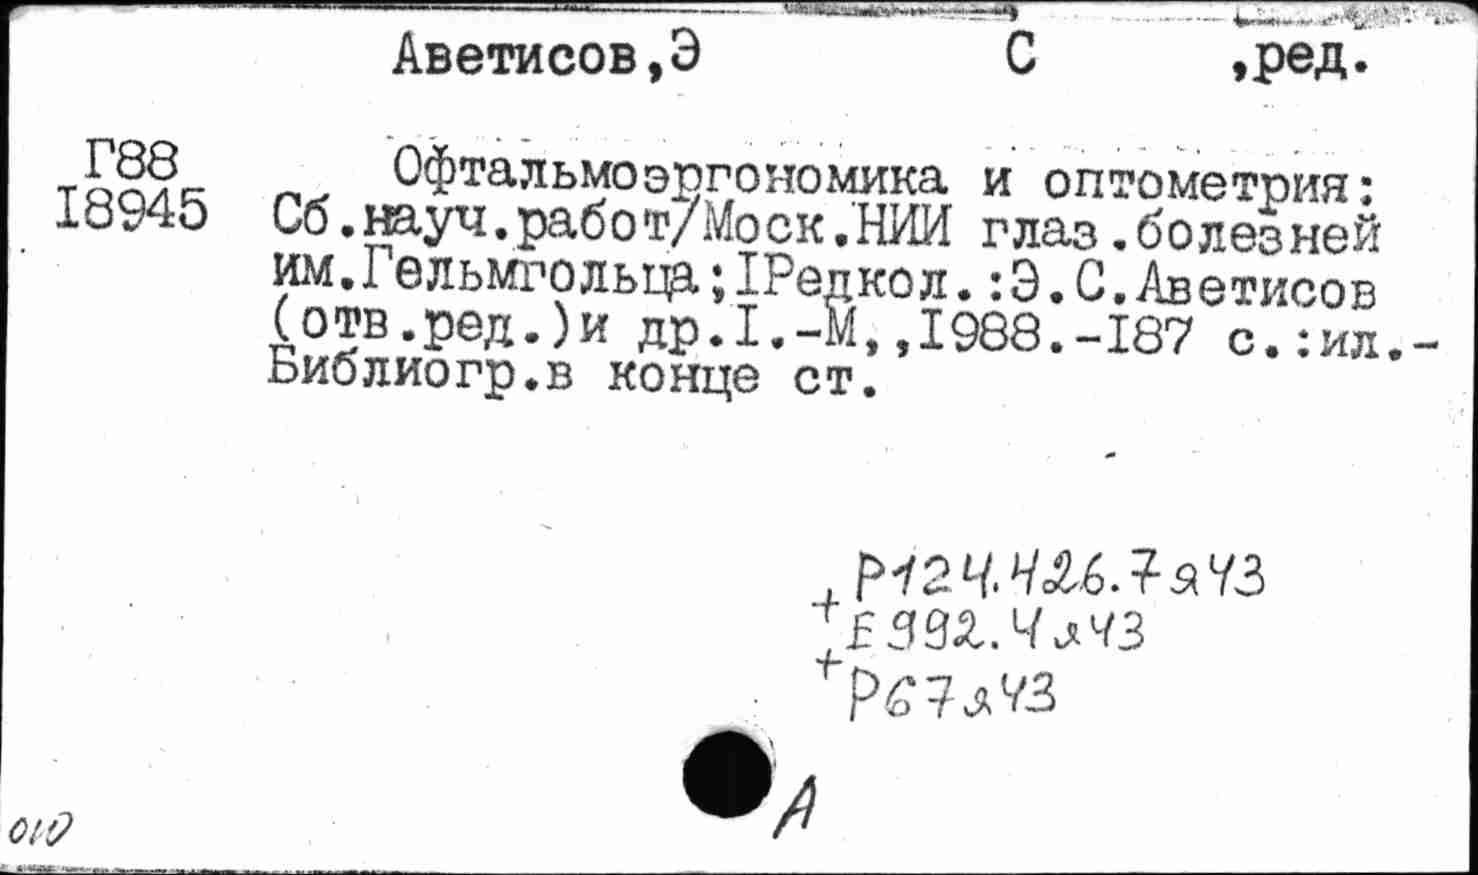 Аветисов,Э С ,ред.
Г88
I8945
Офтальмоэргономика и оптометрия:
Сб.науч.работ/Моск.НИИ глаз.болезней
им.Гельмгольца;IРедкол.:Э.С.Аветисов
(отв.ред.)и др.I.-М,,I988.-I87 с.:ил.-
Библиогр.в конце ст.
+ Р124.426.7я43
+ Е992.4я43
+ Р67я43
А